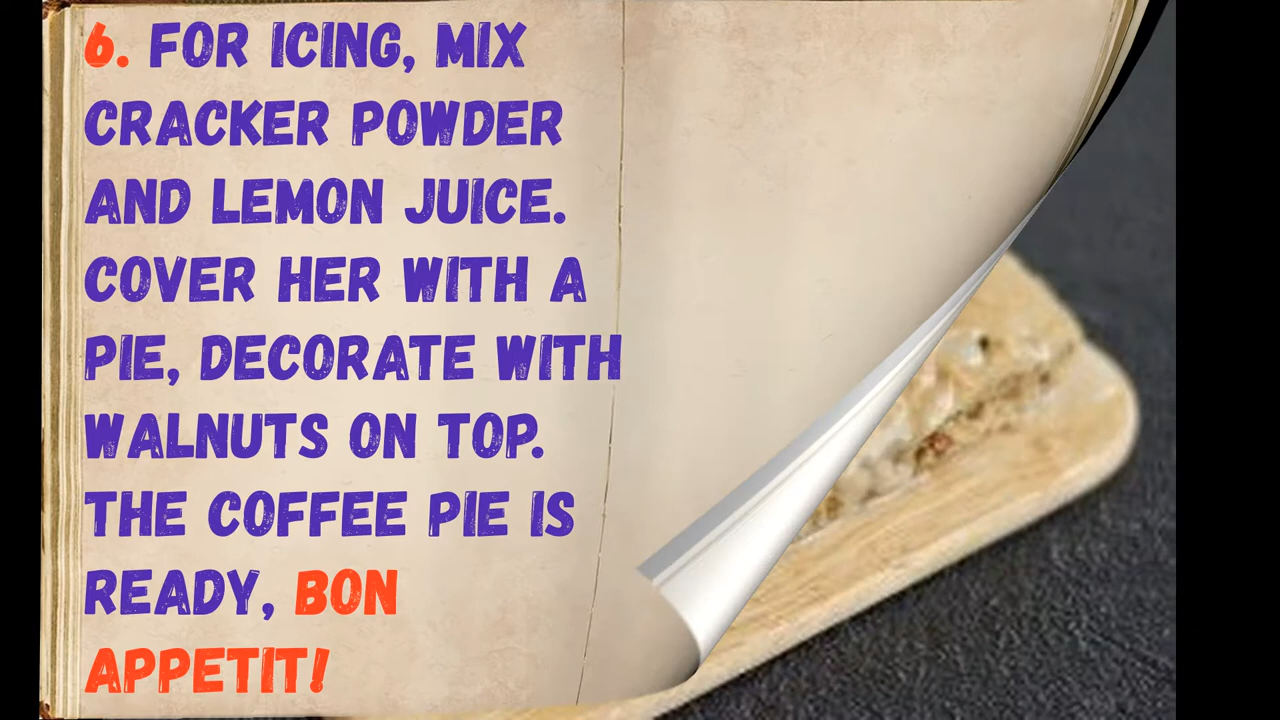 6. FOR ICING, MIX
CRACKER POWDER
AND LEMON JUICE.
COVER HER WITH A
PIE, DECORATE WITH
WALNUTS ON TOP.
THE COFFEE PIE IS
READY, BON
APPETIT!